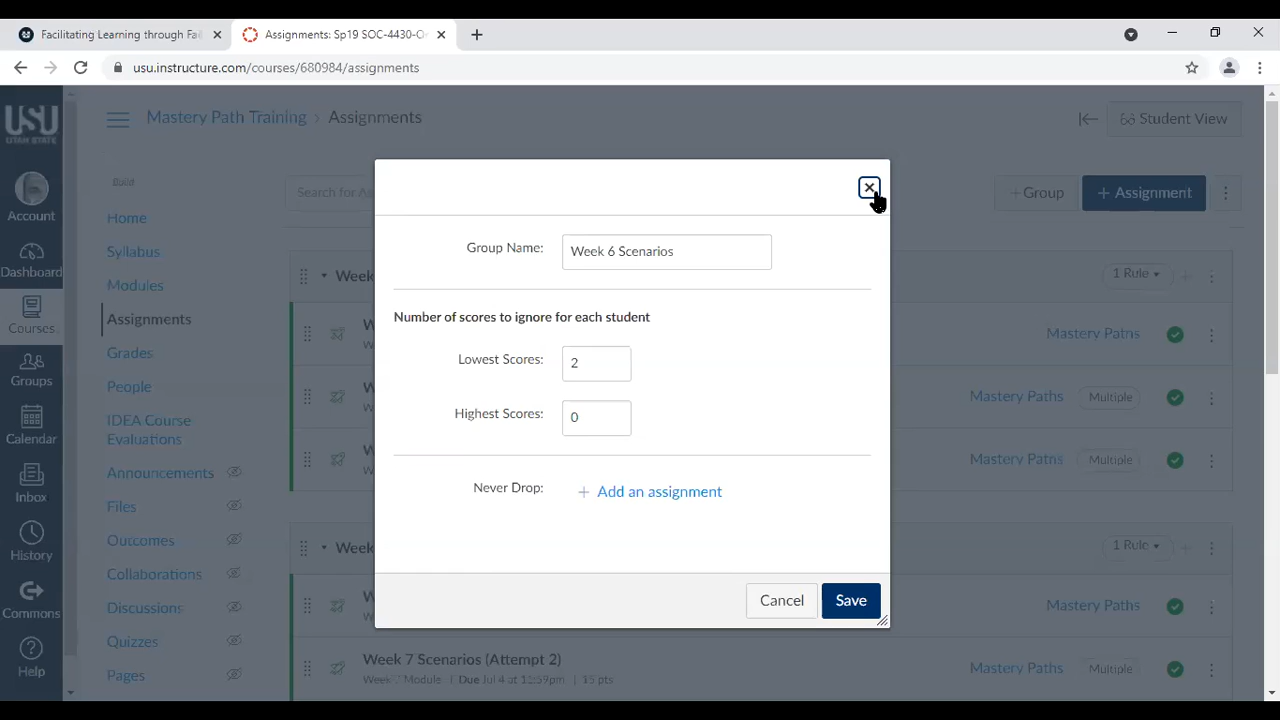 Facilitating Learning through Fai
Assignments: Sp19 SOC-4430-O
usu.instructure.com/courses/680984/assignments
USU
UTAH STATE
Account
Dashboard
Courses
Groups
Calendar
Inbox
History
Commons
Help
Mastery Path Training › Assignments
Student View
Build
Home
Syllabus
Modules
Assignments
Grades
People
IDEA Course
Evaluations
Announcements
Files
Outcomes
Collaborations
Discussions
Quizzes
Pages
Search for As
+ Group
+ Assignment
Week
1 Rule
Mastery Paths
Mastery Paths
Multiple
Mastery Paths
Multiple
Week
1 Rule
Mastery Paths
Week 7 Scenarios (Attempt 2)
Week 7 Module | Due Jul 4 at 12:59pm | 15 pts
Mastery Paths
Multiple
Group Name:
Week 6 Scenarios
Number of scores to ignore for each student
Lowest Scores:
2
Highest Scores:
0
Never Drop:
+ Add an assignment
Cancel
Save